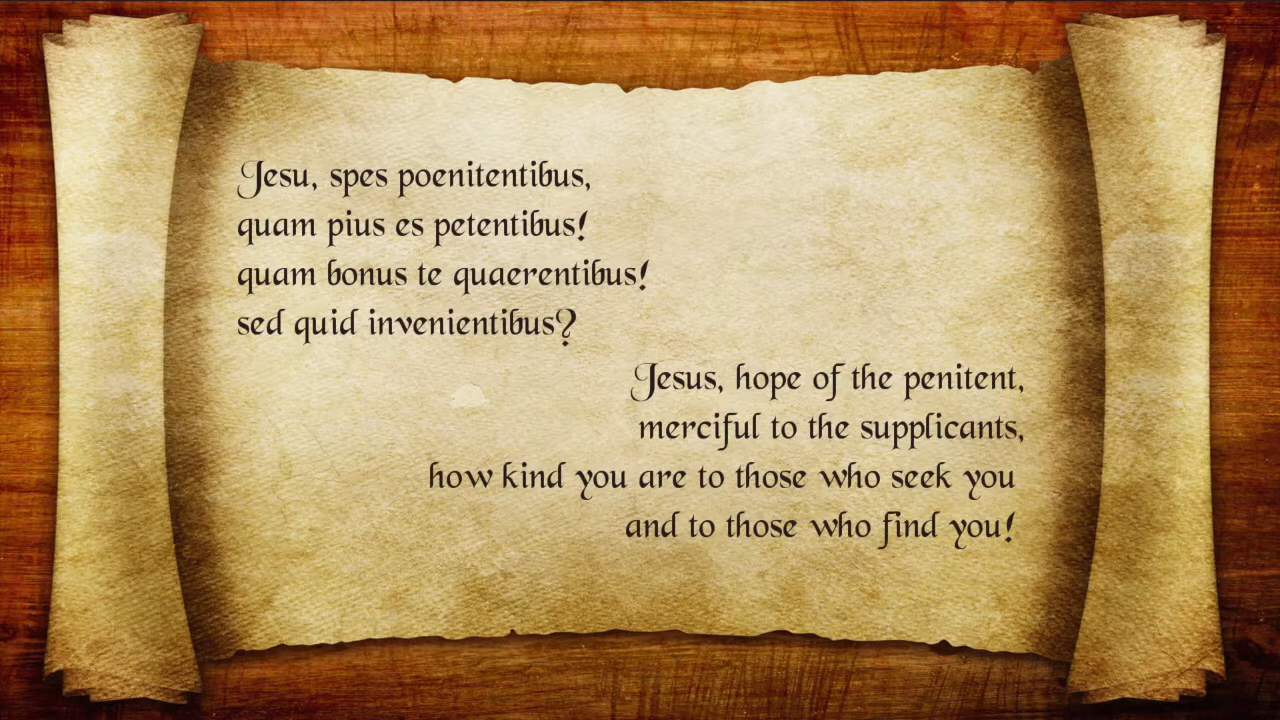 Jesu, spes poenitentibus,
quam pius es petentibus!
quam bonus te quaerentibus!
sed quid invenientibus?
Jesus, hope of the penitent,
merciful to the supplicants,
how kind you are to those who seek you
and to those who find you!